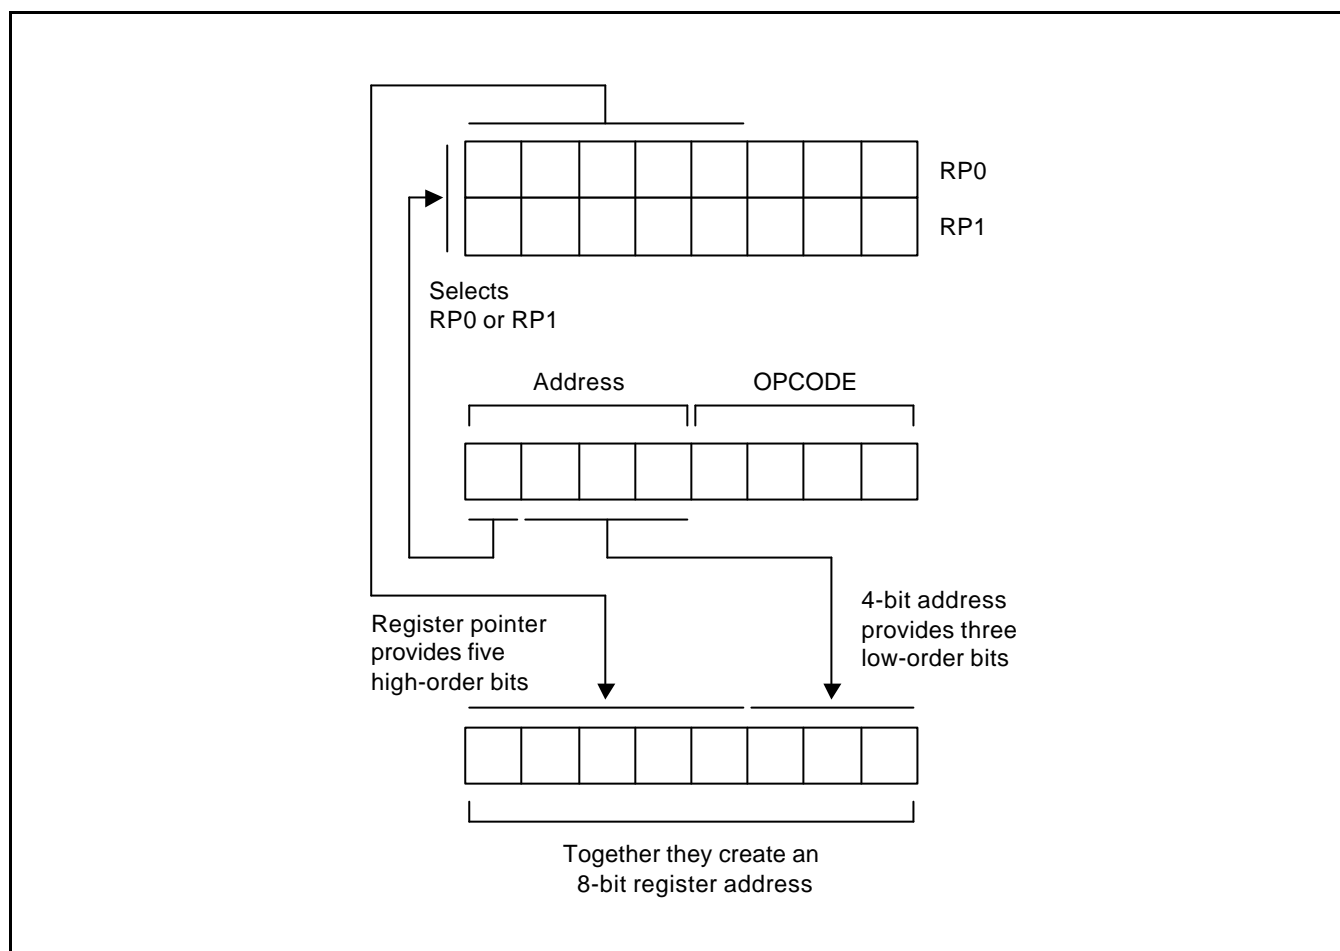 RP0
RP1
Selects
RP0 or RP1
Address
OPCODE
Register pointer
provides five
high-order bits
4-bit address
provides three
low-order bits
Together they create an
8-bit register address